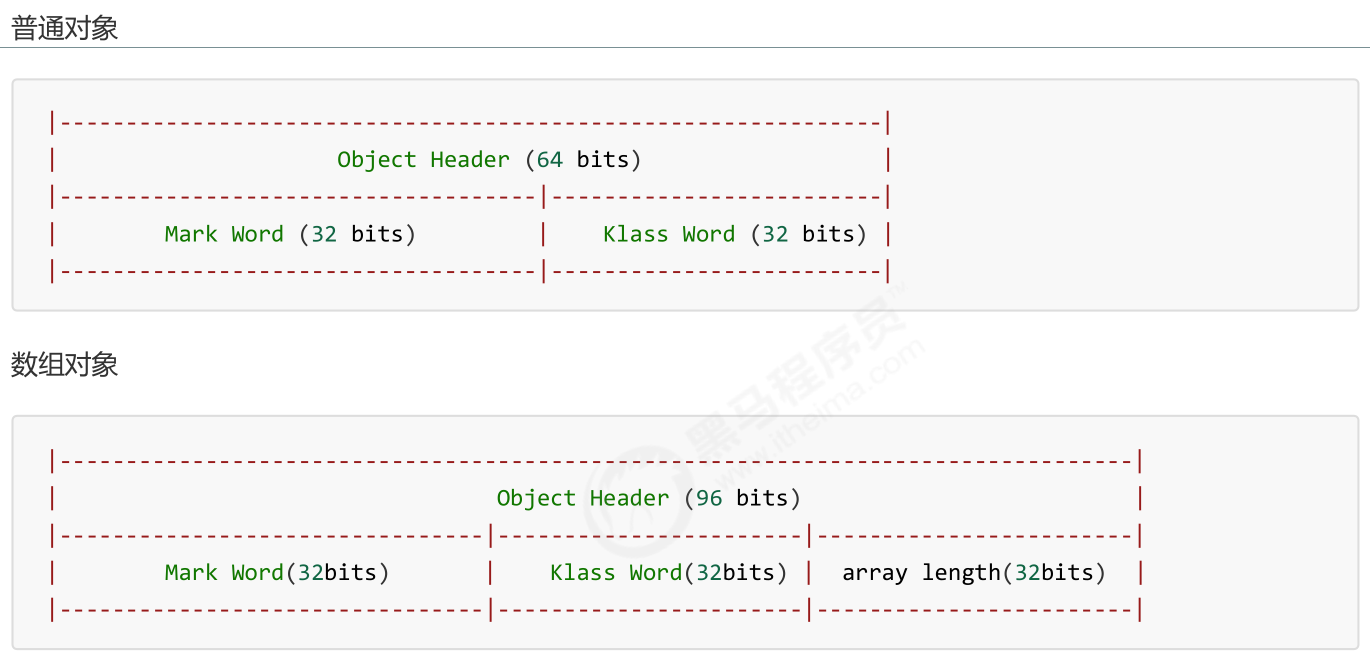 普通对象
|--------------------------------------------------------------|
|                     Object Header (64 bits)                  |
|------------------------------------|-------------------------|
|        Mark Word (32 bits)         |    Klass Word (32 bits) |
|------------------------------------|-------------------------|
数组对象
|---------------------------------------------------------------------------------|
|                                 Object Header (96 bits)                         |
|--------------------------------|-----------------------|------------------------|
|        Mark Word(32bits)       |    Klass Word(32bits) |  array length(32bits)  |
|--------------------------------|-----------------------|------------------------|
黑马程序员™
www.itheima.com